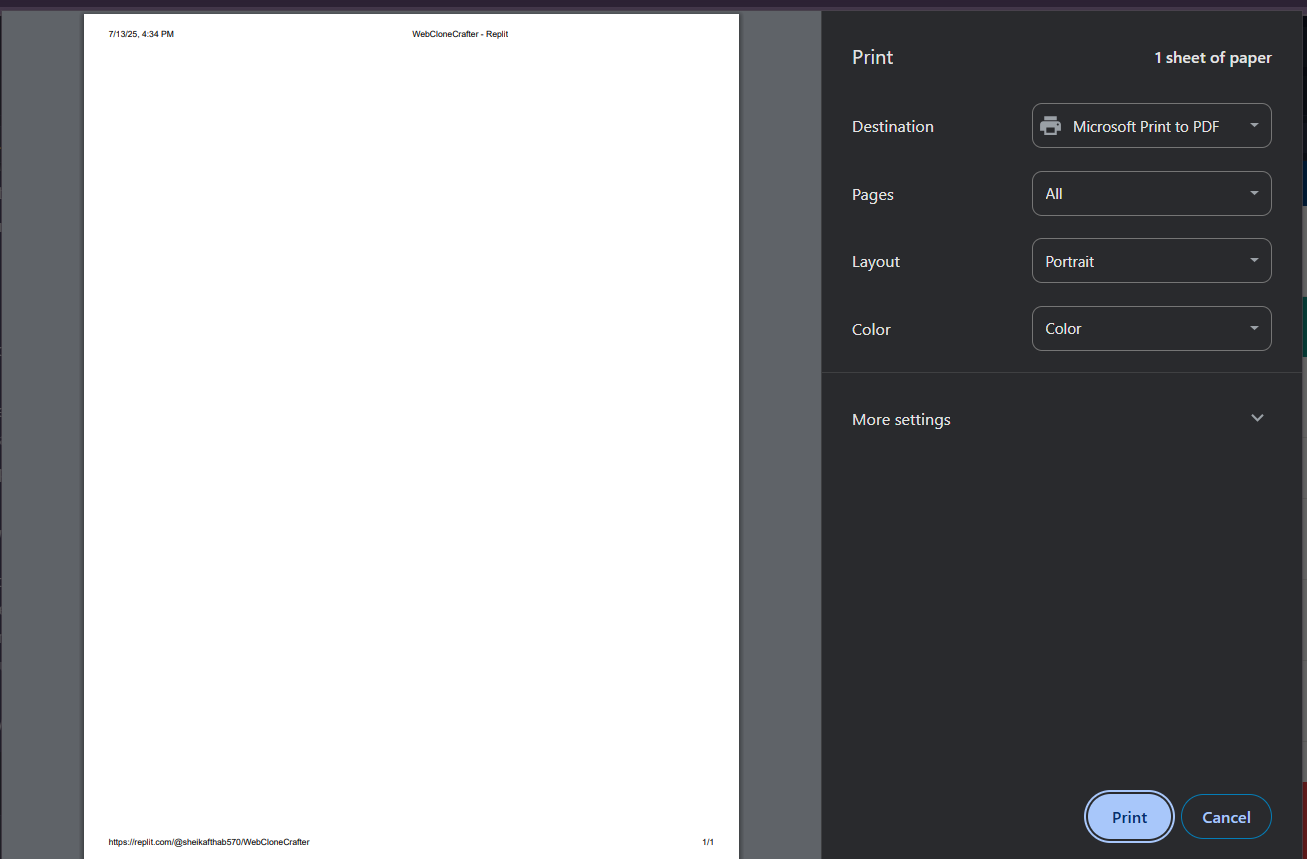 7/13/25, 4:34 PM
WebCloneCrafter - Replit
https://replit.com/@sheikafthab570/WebCloneCrafter
1/1
Print
1 sheet of paper
Destination
Microsoft Print to PDF
Pages
All
Layout
Portrait
Color
Color
More settings
Print
Cancel